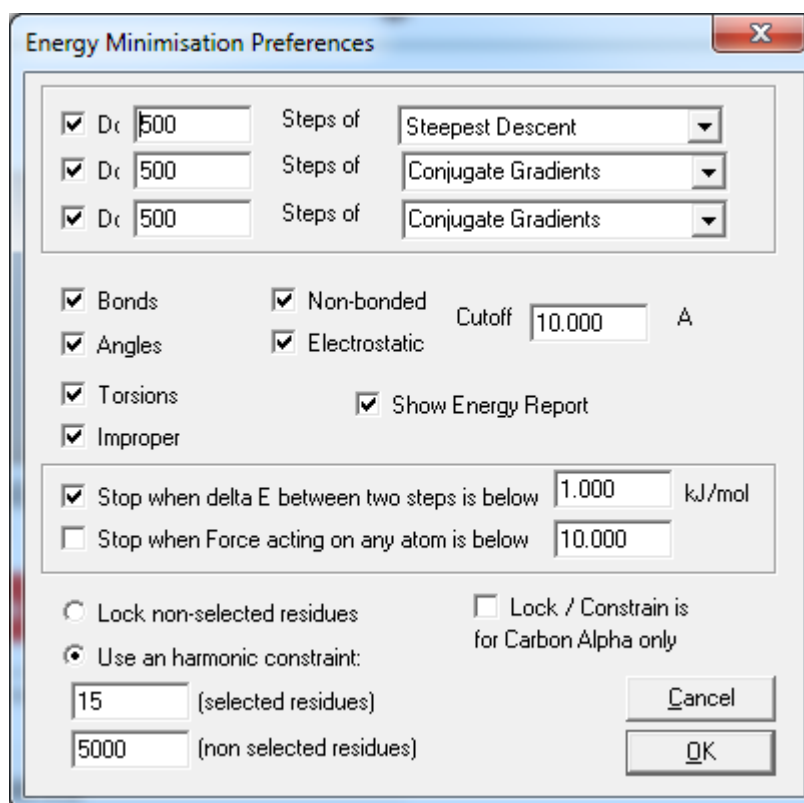 Energy Minimisation Preferences
Do 500 Steps of Steepest Descent
Do 500 Steps of Conjugate Gradients
Do 500 Steps of Conjugate Gradients
Bonds Non-bonded Cutoff 10.000 A
Angles Electrostatic
Torsions Show Energy Report
Improper
Stop when delta E between two steps is below 1.000 kJ/mol
Stop when Force acting on any atom is below 10.000
Lock non-selected residues Lock / Constrain is
for Carbon Alpha only
Use an harmonic constraint:
15 (selected residues) Cancel
5000 (non selected residues) OK